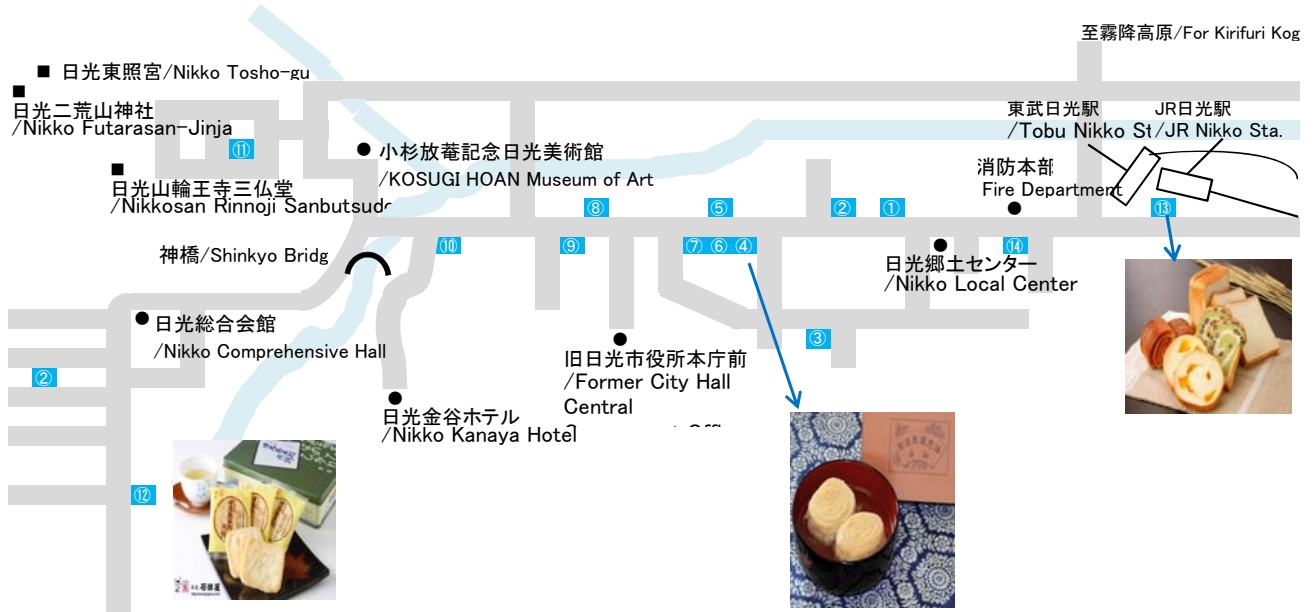 至霧降高原/For Kirifuri Kog
■ 日光東照宮/Nikko Tosho-gu
■
日光二荒山神社
/Nikko Futarasan-Jinja
東武日光駅
/Tobu Nikko St
JR日光駅
/JR Nikko Sta.
⑪
● 小杉放菴記念日光美術館
/KOSUGI HOAN Museum of Art
消防本部
Fire Department
●
■
日光山輪王寺三仏堂
/Nikkosan Rinnoji Sanbutsudo
⑧
⑤
②
①
⑬
神橋/Shinkyo Bridg
⑩
⑨
⑦ ⑥ ④
⑭
●
日光郷土センター
/Nikko Local Center
● 日光総合会館
/Nikko Comprehensive Hall
③
●
旧日光市役所本庁前
/Former City Hall
Central
②
●
日光金谷ホテル
/Nikko Kanaya Hotel
⑫
石田屋